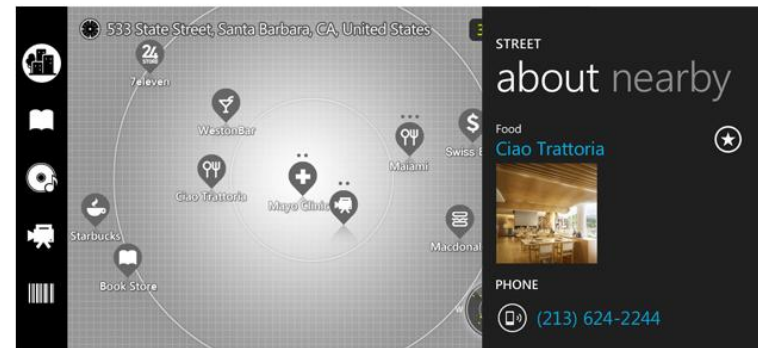 533 State Street, Santa Barbara, CA, United States
24
STORE
7eleven
WestonBar
Maiami
Swiss
Ciao Trattoria
Mayo Clinic
Starbucks
Macdonal
Book Store
W
STREET
about nearby
Food
Ciao Trattoria
PHONE
(213) 624-2244